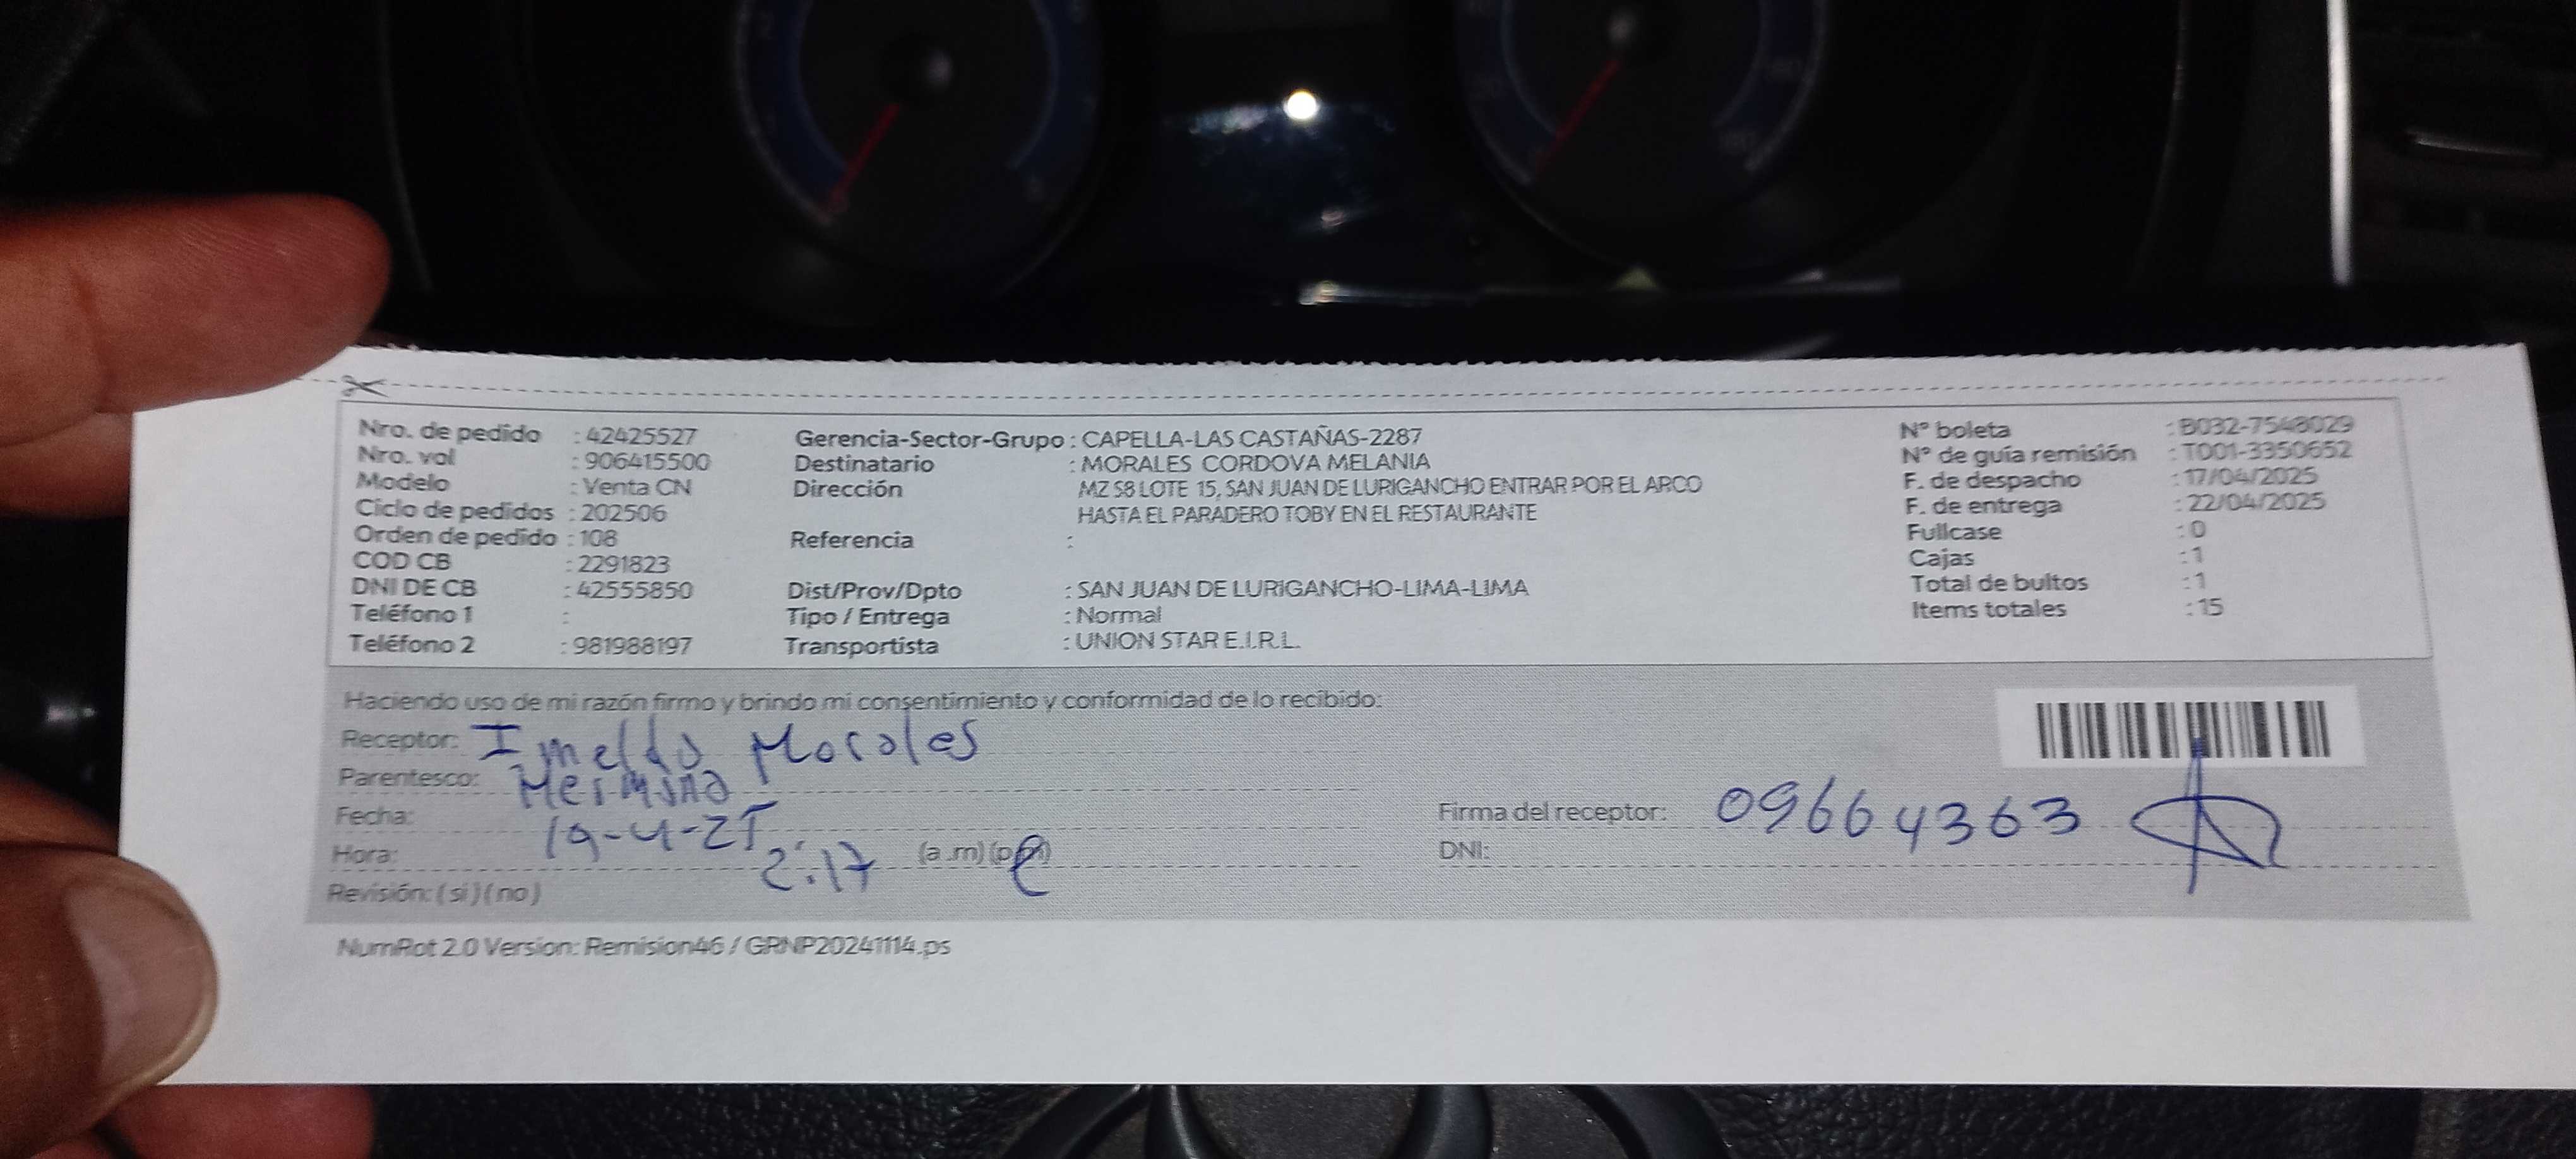 Nro. de pedido : 42425527 Gerencia-Sector-Grupo : CAPELLA-LAS CASTAÑAS-2287 N° boleta : B032-7548029
Nro. val : 906415500 Destinatario : MORALES CORDOVA MELANIA N° de guía remisión : T001-3350652
Modelo : Venta CN Dirección MZ S8 LOTE 15, SAN JUAN DE LURIGANCHO ENTRAR POR EL ARCO F. de despacho : 17/04/2025
Ciclo de pedidos : 202506 HASTA EL PARADERO TOBY EN EL RESTAURANTE F. de entrega : 22/04/2025
Orden de pedido : 108 Referencia : Fullcase : 0
COD CB : 2291823 Cajas : 1
DNI DE CB : 42555850 Dist/Prov/Dpto : SAN JUAN DE LURIGANCHO-LIMA-LIMA Total de bultos : 1
Teléfono 1 : Tipo / Entrega : Normal Items totales : 15
Teléfono 2 : 981988197 Transportista : UNION STAR E.I.R.L.
Haciendo uso de mi razón firmo y brindo mi consentimiento y conformidad de lo recibido:
Receptor: Imelda Morales
Parentesco: Hermana
Fecha: 19-4-25 Firma del receptor: 09664363
Hora: 2:17 (a .m) (p.m) DNI:
Revisión: ( si ) ( no )
NumRot 2.0 Version: Remision46 / GRNP20241114.ps